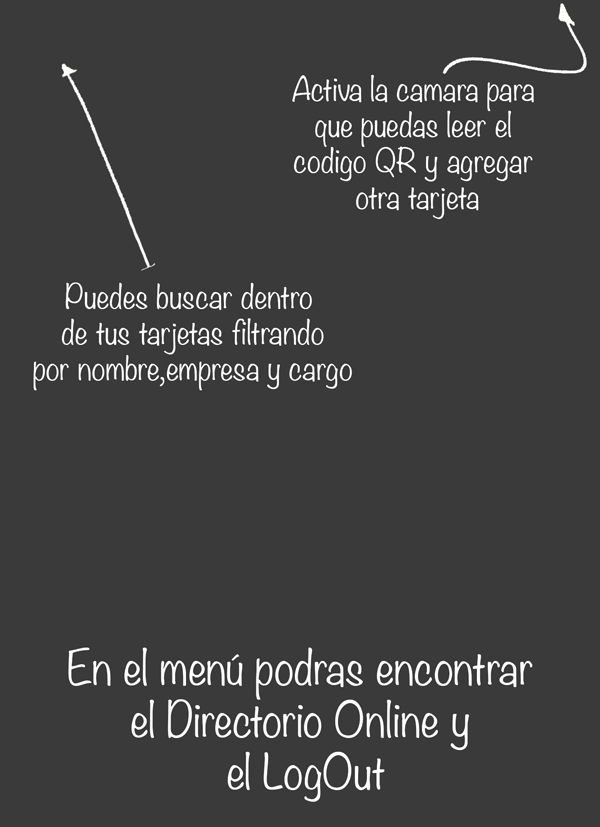 Activa la camara para
que puedas leer el
codigo QR y agregar
otra tarjeta
Puedes buscar dentro
de tus tarjetas filtrando
por nombre,empresa y cargo
En el menú podras encontrar
el Directorio Online y
el LogOut